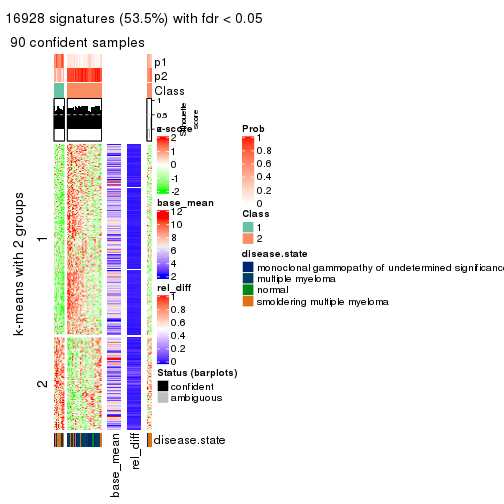 16928 signatures (53.5%) with fdr < 0.05
90 confident samples
p1
p2
Class
1
0.5
0
Silhouette
score
k-means with 2 groups
1
2
base_mean
rel_diff
disease.state
z-score
2
1
0
-1
-2
base_mean
12
10
8
6
4
2
rel_diff
1
0.8
0.6
0.4
0.2
0
Status (barplots)
confident
ambiguous
Prob
1
0.8
0.6
0.4
0.2
0
Class
1
2
disease.state
monoclonal gammopathy of undetermined significance
multiple myeloma
normal
smoldering multiple myeloma